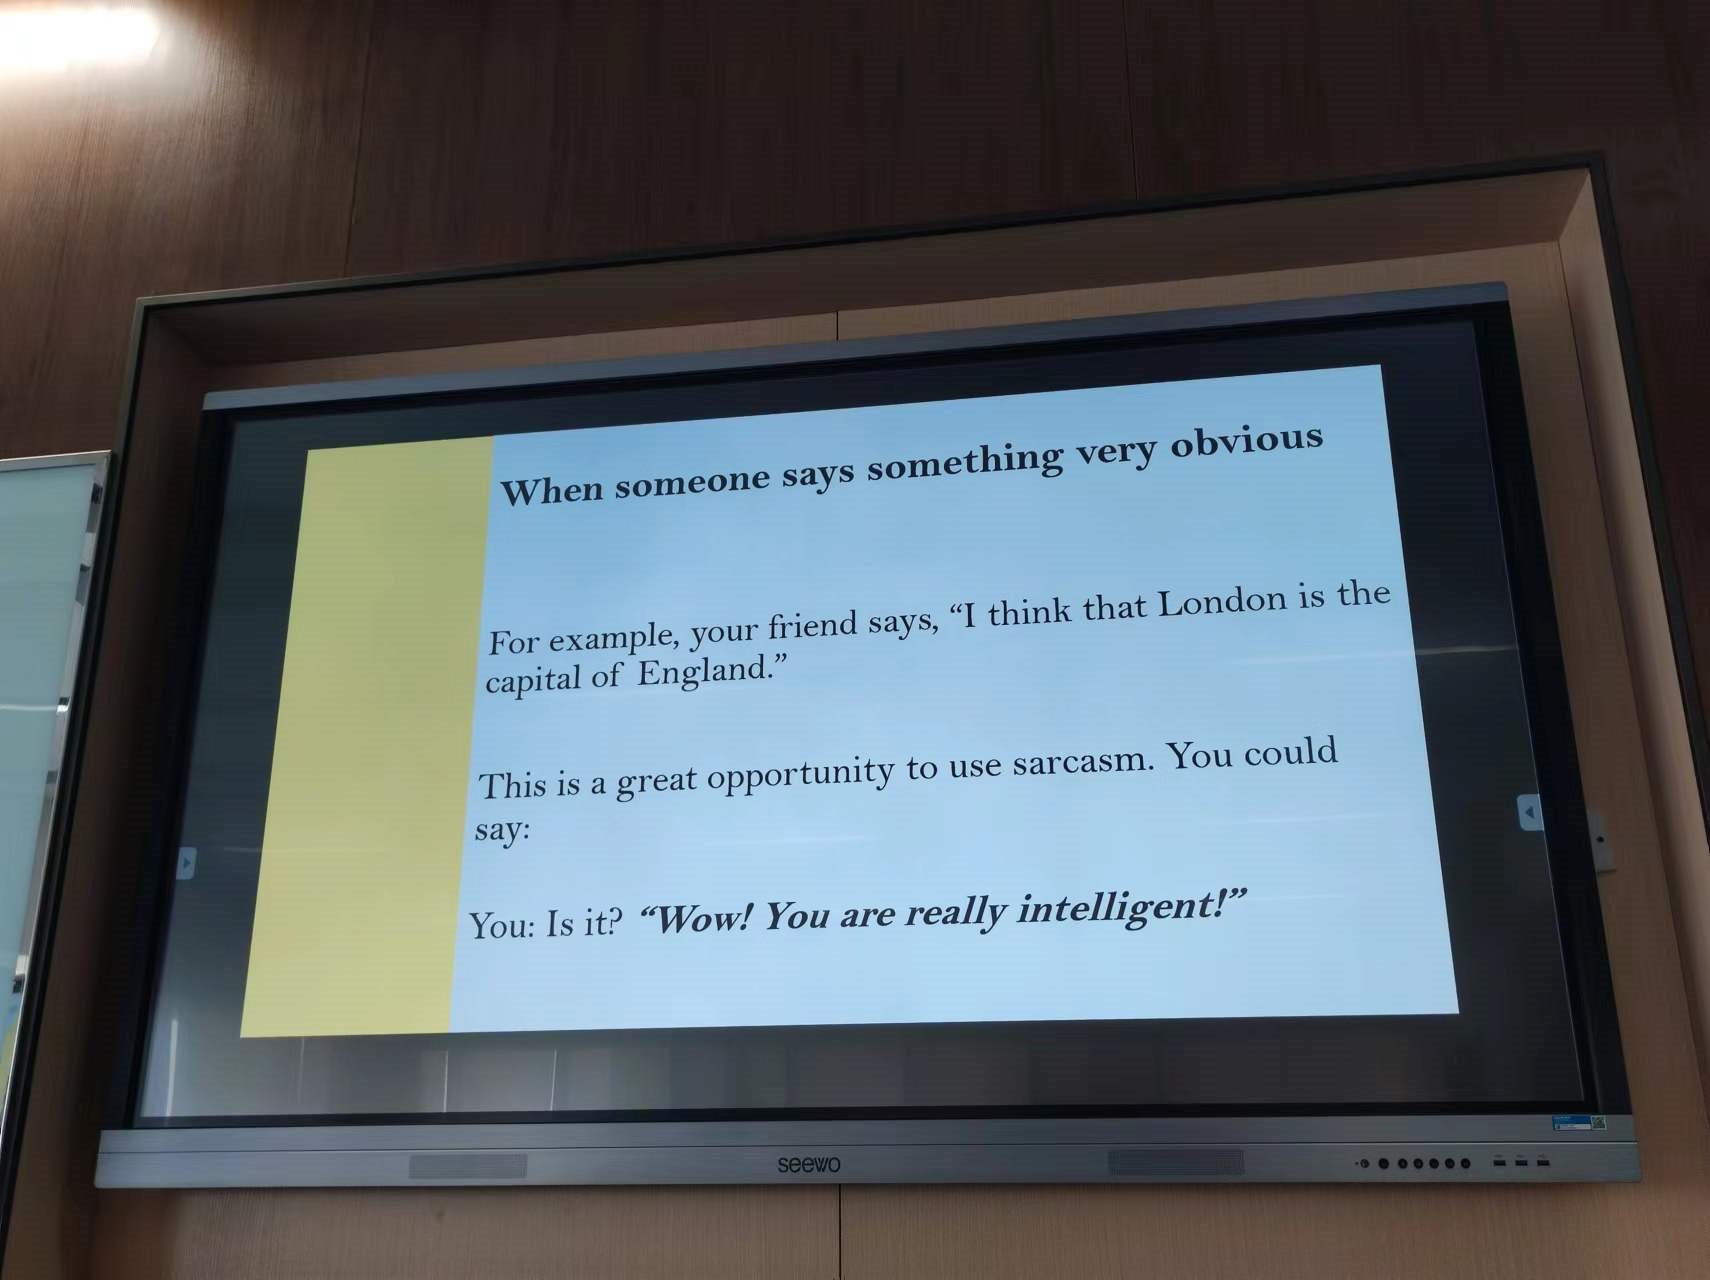 When someone says something very obvious
For example, your friend says, “I think that London is the
capital of England.”
This is a great opportunity to use sarcasm. You could
say:
You: Is it? “Wow! You are really intelligent!”
seewo